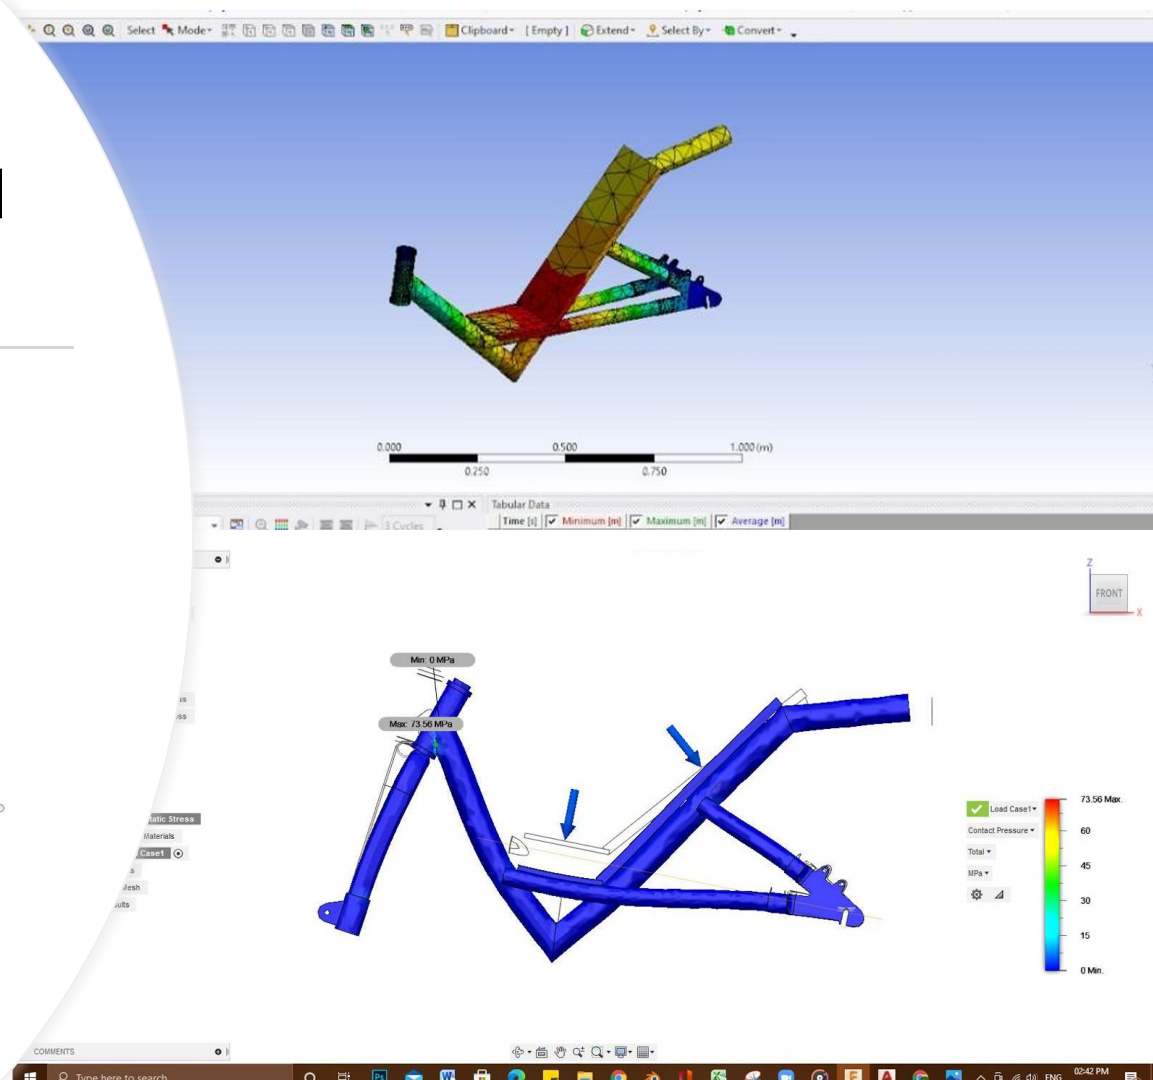 Select Mode Clipboard [Empty] Extend Select By Convert
0.000 0.500 1.000 (m)
0.250 0.750
Tabular Data
3 Cycles Time [s] Minimum [m] Maximum [m] Average [m]
Z
FRONT
X
Min: 0 MPa
Max: 73.56 MPa
73.56 Max.
Load Case1
60
Contact Pressure
Total
45
MPa
30
15
0 Min.
Static Stress
Materials
Case1
Mesh
COMMENTS
Type here to search
ENG
02:42 PM